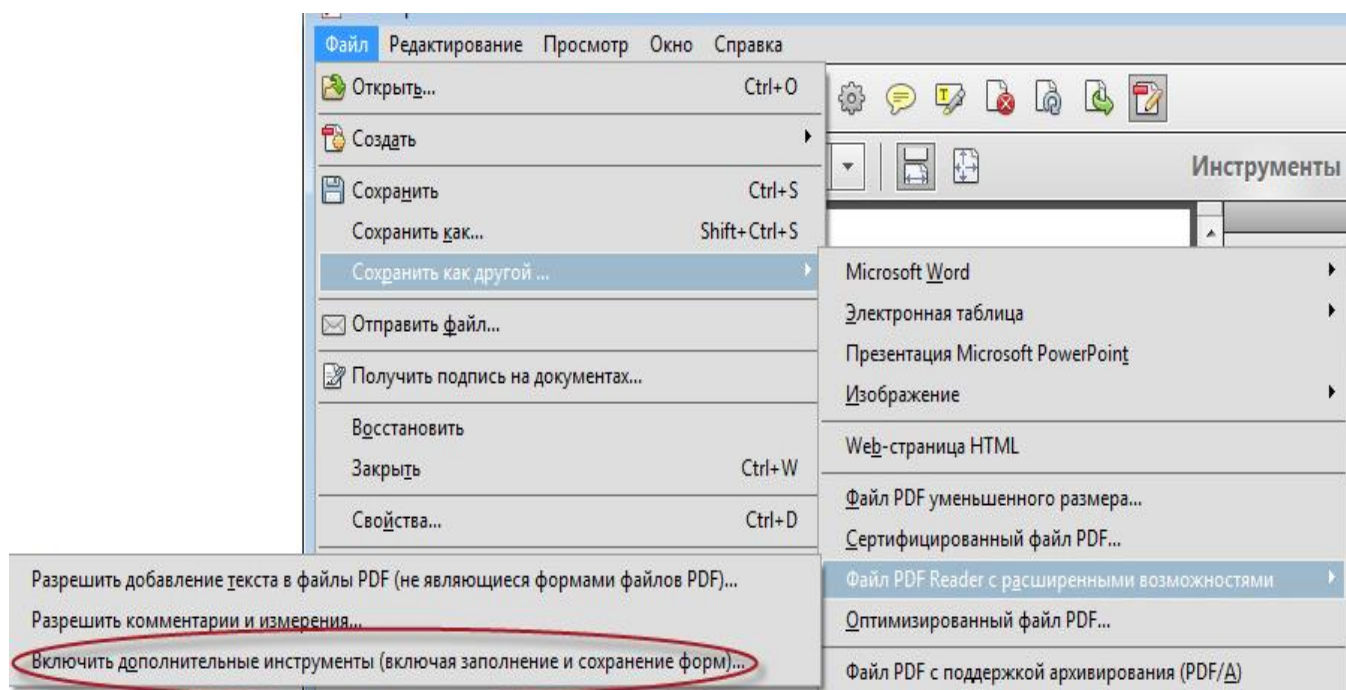 Файл Редактирование Просмотр Окно Справка
Открыть... Ctrl+O
Создать
Инструменты
Сохранить Ctrl+S
Сохранить как... Shift+Ctrl+S
Сохранить как другой ...
Отправить файл...
Получить подпись на документах...
Восстановить
Закрыть Ctrl+W
Свойства... Ctrl+D
Microsoft Word
Электронная таблица
Презентация Microsoft PowerPoint
Изображение
Web-страница HTML
Файл PDF уменьшенного размера...
Сертифицированный файл PDF...
Файл PDF Reader с расширенными возможностями
Оптимизированный файл PDF...
Файл PDF с поддержкой архивирования (PDF/A)
Разрешить добавление текста в файлы PDF (не являющиеся формами файлов PDF)...
Разрешить комментарии и измерения...
Включить дополнительные инструменты (включая заполнение и сохранение форм)...